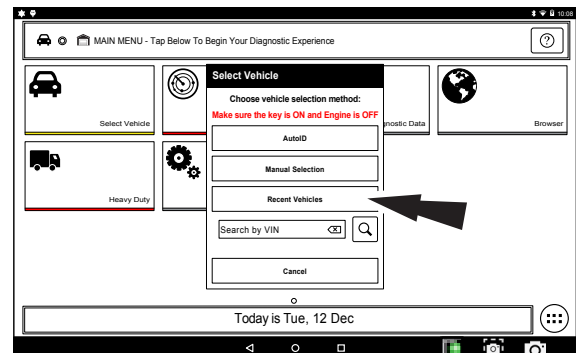 10:08
MAIN MENU - Tap Below To Begin Your Diagnostic Experience
?
Select Vehicle
Choose vehicle selection method:
Make sure the key is ON and Engine is OFF
AutoID
Manual Selection
Recent Vehicles
Search by VIN
Cancel
Select Vehicle
nostic Data
Browser
Heavy Duty
Today is Tue, 12 Dec